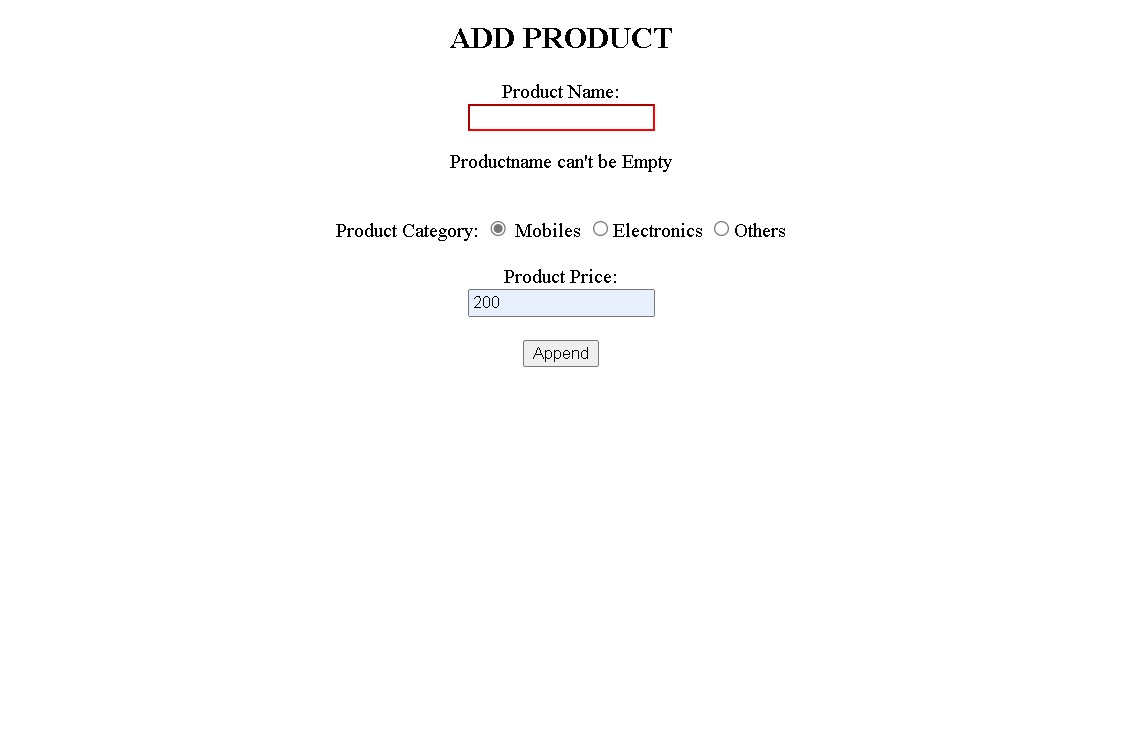 ADD PRODUCT
Product Name:
Productname can't be Empty
Product Category: Mobiles Electronics Others
Product Price:
200
Append